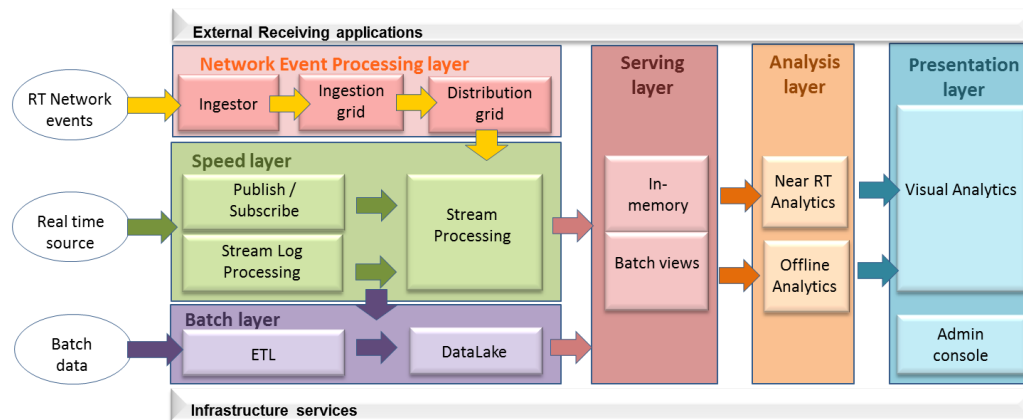 External Receiving applications
Network Event Processing layer
RT Network
events
Ingestor
Ingestion
grid
Distribution
grid
Speed layer
Real time
source
Publish /
Subscribe
Stream Log
Processing
Stream
Processing
Batch layer
Batch
data
ETL
DataLake
Serving
layer
In-
memory
Batch views
Analysis
layer
Near RT
Analytics
Offline
Analytics
Presentation
layer
Visual Analytics
Admin
console
Infrastructure services